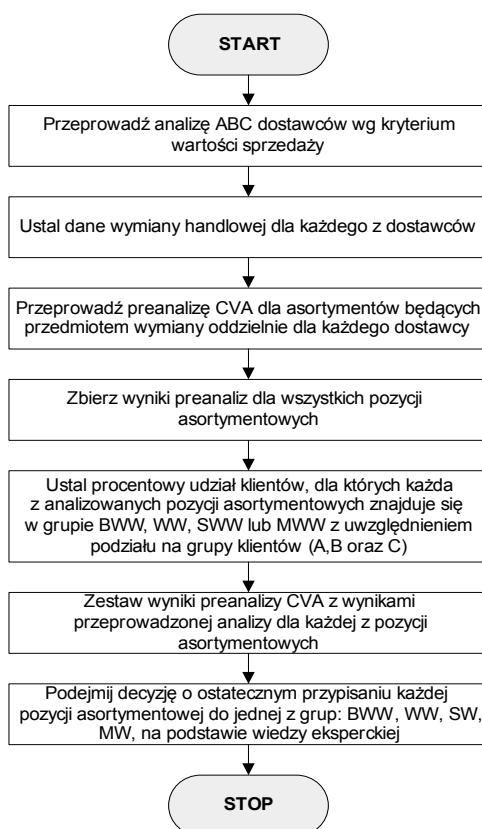 START
Przeprowadź analizę ABC dostawców wg kryterium
wartości sprzedaży
Ustal dane wymiany handlowej dla każdego z dostawców
Przeprowadź preanalizę CVA dla asortymentów będących
przedmiotem wymiany oddzielnie dla każdego dostawcy
Zbierz wyniki preanaliz dla wszystkich pozycji
asortymentowych
Ustal procentowy udział klientów, dla których każda
z analizowanych pozycji asortymentowych znajduje się
w grupie BWW, WW, SWW lub MWW z uwzględnieniem
podziału na grupy klientów (A,B oraz C)
Zestaw wyniki preanalizy CVA z wynikami
przeprowadzonej analizy dla każdej z pozycji
asortymentowych
Podejmij decyzję o ostatecznym przypisaniu każdej
pozycji asortymentowej do jednej z grup: BWW, WW, SW,
MW, na podstawie wiedzy eksperckiej
STOP